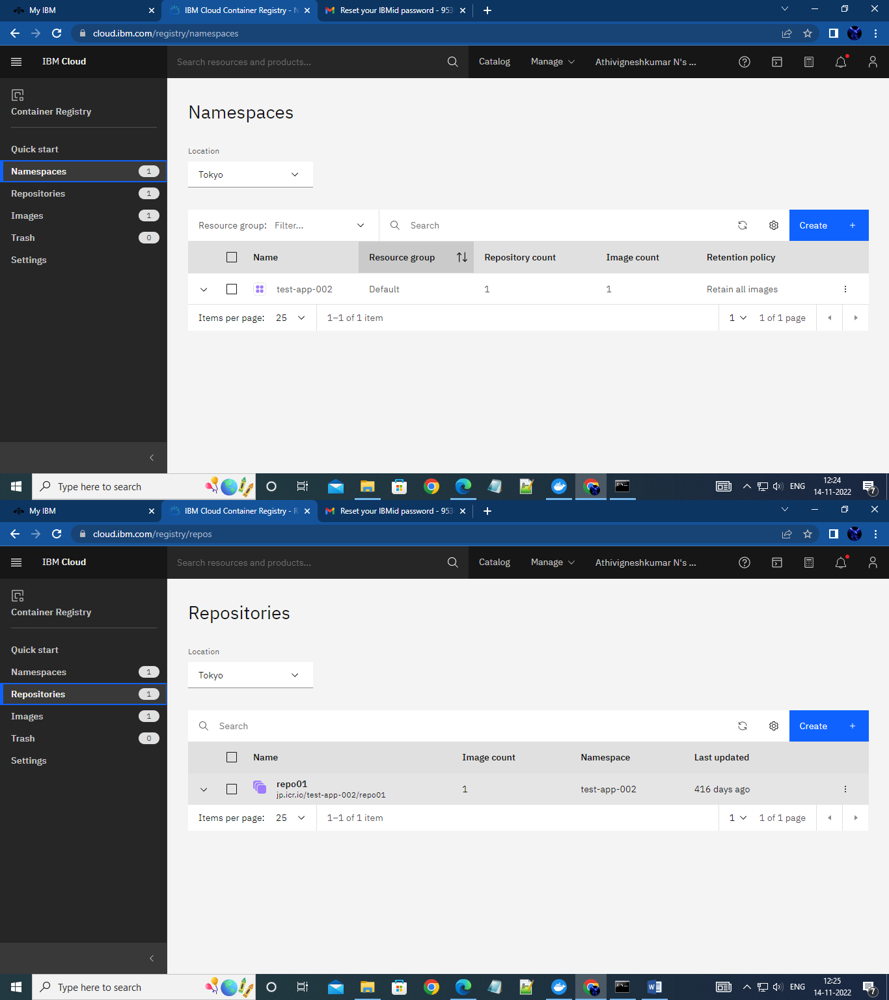 My IBM
IBM Cloud Container Registry - N
Reset your IBMid password - 953
cloud.ibm.com/registry/namespaces
IBM Cloud
Search resources and products...
Catalog
Manage
Athivigneshkumar N's ...
Container Registry
Quick start
Namespaces 1
Repositories 1
Images 1
Trash 0
Settings
Namespaces
Location
Tokyo
Resource group: Filter...
Search
Create +
Name Resource group Repository count Image count Retention policy
test-app-002 Default 1 1 Retain all images
Items per page: 25 1–1 of 1 item 1 1 of 1 page
Type here to search
ENG
12:24
14-11-2022
7
My IBM
IBM Cloud Container Registry - R
Reset your IBMid password - 953
cloud.ibm.com/registry/repos
IBM Cloud
Search resources and products...
Catalog
Manage
Athivigneshkumar N's ...
Container Registry
Quick start
Namespaces 1
Repositories 1
Images 1
Trash 0
Settings
Repositories
Location
Tokyo
Search
Create +
Name Image count Namespace Last updated
repo01
jp.icr.io/test-app-002/repo01
1 test-app-002 416 days ago
Items per page: 25 1–1 of 1 item 1 1 of 1 page
Type here to search
ENG
12:25
14-11-2022
7